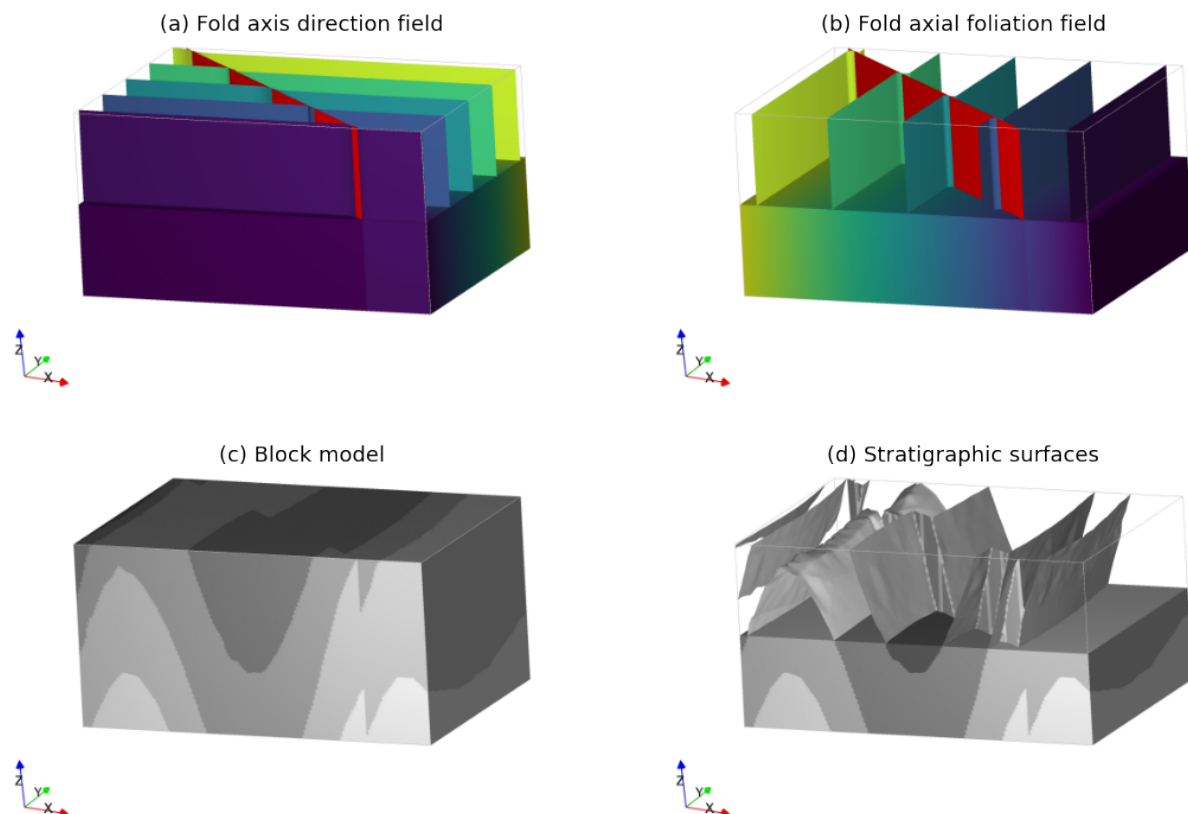 (a) Fold axis direction field
(b) Fold axial foliation field
Z
Y
X
Z
Y
X
(c) Block model
(d) Stratigraphic surfaces
Z
Y
X
Z
Y
X